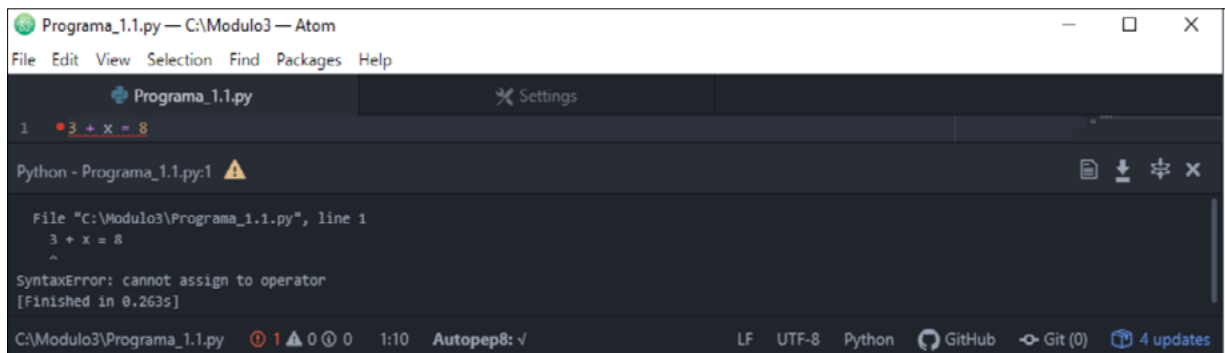 Programa_1.1.py — C:\Modulo3 — Atom
File Edit View Selection Find Packages Help
Programa_1.1.py Settings
1 3 + x = 8
Python - Programa_1.1.py:1
File "C:\Modulo3\Programa_1.1.py", line 1
3 + x = 8
^
SyntaxError: cannot assign to operator
[Finished in 0.263s]
C:\Modulo3\Programa_1.1.py 1 0 0 1:10 Autopep8: √ LF UTF-8 Python GitHub Git (0) 4 updates